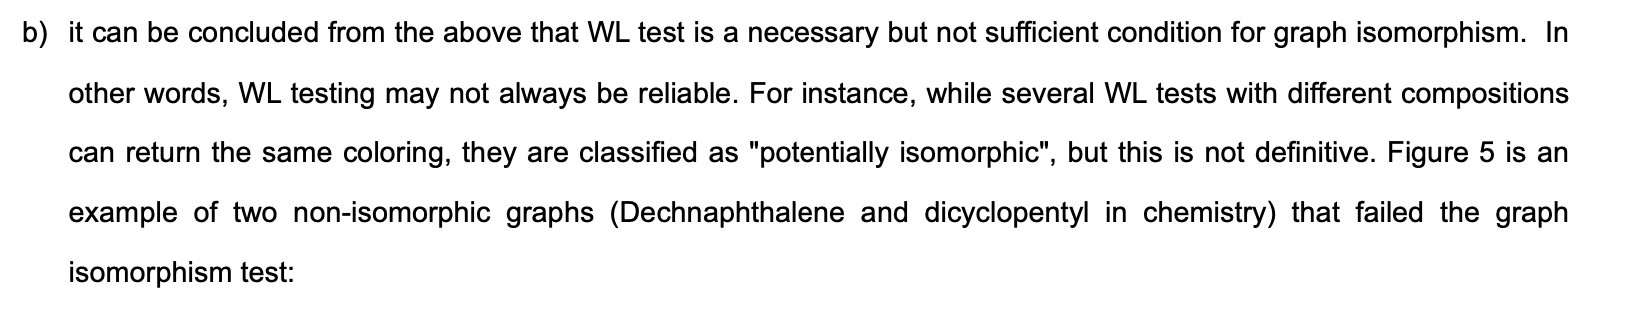 b) it can be concluded from the above that WL test is a necessary but not sufficient condition for graph isomorphism. In
other words, WL testing may not always be reliable. For instance, while several WL tests with different compositions
can return the same coloring, they are classified as "potentially isomorphic", but this is not definitive. Figure 5 is an
example of two non-isomorphic graphs (Dechnaphthalene and dicyclopentyl in chemistry) that failed the graph
isomorphism test: